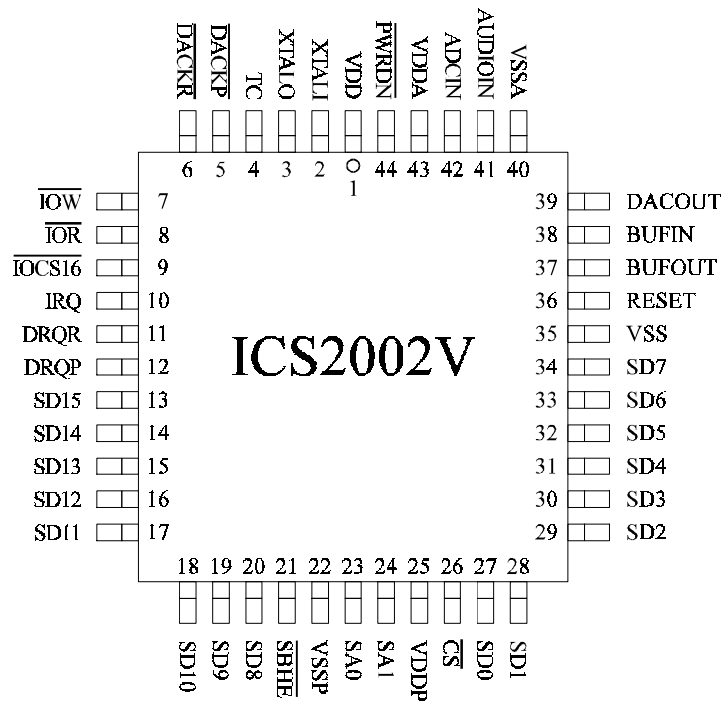 DACKR DACKP TC XTALO XTALI VDD PWRDN VDDA ADCIN AUDIOIN VSSA
6 5 4 3 2 1 44 43 42 41 40
IOW 7 39 DACOUT
IOR 8 38 BUFIN
IOCS16 9 37 BUFOUT
IRQ 10 36 RESET
DRQR 11 35 VSS
DRQP 12 ICS2002V 34 SD7
SD15 13 33 SD6
SD14 14 32 SD5
SD13 15 31 SD4
SD12 16 30 SD3
SD11 17 29 SD2
18 19 20 21 22 23 24 25 26 27 28
SD10 SD9 SD8 SBHE VSSP SA0 SA1 VDDP CS SD0 SD1